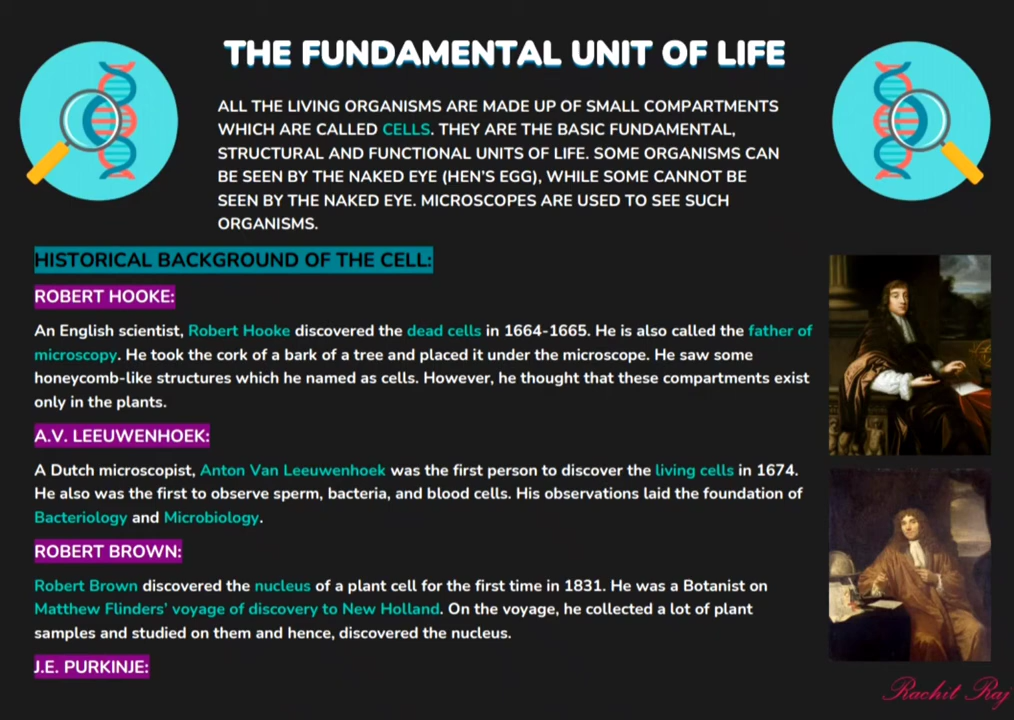 THE FUNDAMENTAL UNIT OF LIFE
ALL THE LIVING ORGANISMS ARE MADE UP OF SMALL COMPARTMENTS
WHICH ARE CALLED CELLS. THEY ARE THE BASIC FUNDAMENTAL,
STRUCTURAL AND FUNCTIONAL UNITS OF LIFE. SOME ORGANISMS CAN
BE SEEN BY THE NAKED EYE (HEN'S EGG), WHILE SOME CANNOT BE
SEEN BY THE NAKED EYE. MICROSCOPES ARE USED TO SEE SUCH
ORGANISMS.
HISTORICAL BACKGROUND OF THE CELL:
ROBERT HOOKE:
An English scientist, Robert Hooke discovered the dead cells in 1664-1665. He is also called the father of
microscopy. He took the cork of a bark of a tree and placed it under the microscope. He saw some
honeycomb-like structures which he named as cells. However, he thought that these compartments exist
only in the plants.
A.V. LEEUWENHOEK:
A Dutch microscopist, Anton Van Leeuwenhoek was the first person to discover the living cells in 1674.
He also was the first to observe sperm, bacteria, and blood cells. His observations laid the foundation of
Bacteriology and Microbiology.
ROBERT BROWN:
Robert Brown discovered the nucleus of a plant cell for the first time in 1831. He was a Botanist on
Matthew Flinders' voyage of discovery to New Holland. On the voyage, he collected a lot of plant
samples and studied on them and hence, discovered the nucleus.
J.E. PURKINJE:
Rachit Raj